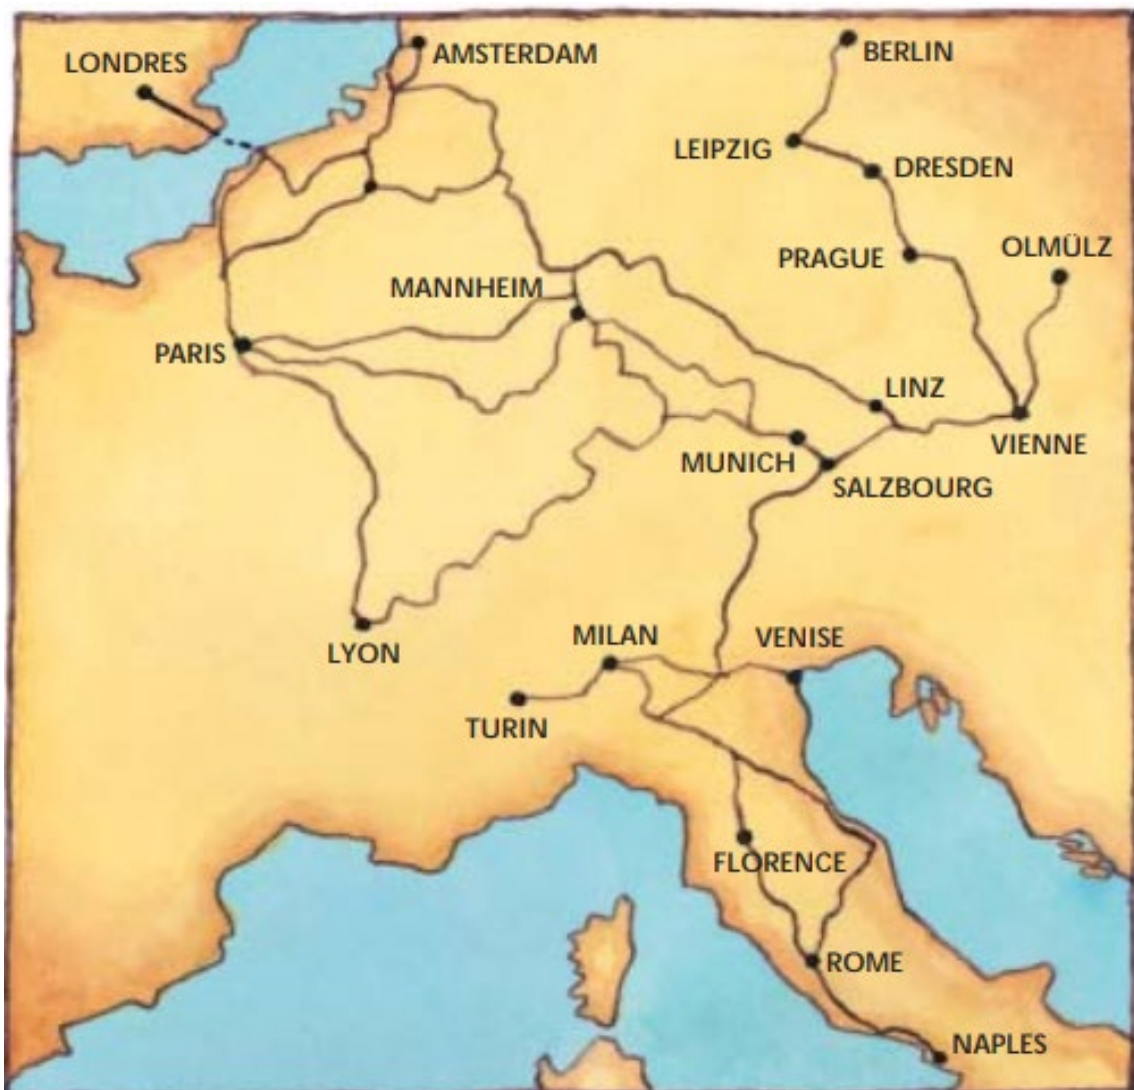 LONDRES
AMSTERDAM
BERLIN
LEIPZIG
DRESDEN
PRAGUE
OLMÜLZ
MANNHEIM
PARIS
LINZ
VIENNE
MUNICH
SALZBOURG
LYON
MILAN
VENISE
TURIN
FLORENCE
ROME
NAPLES